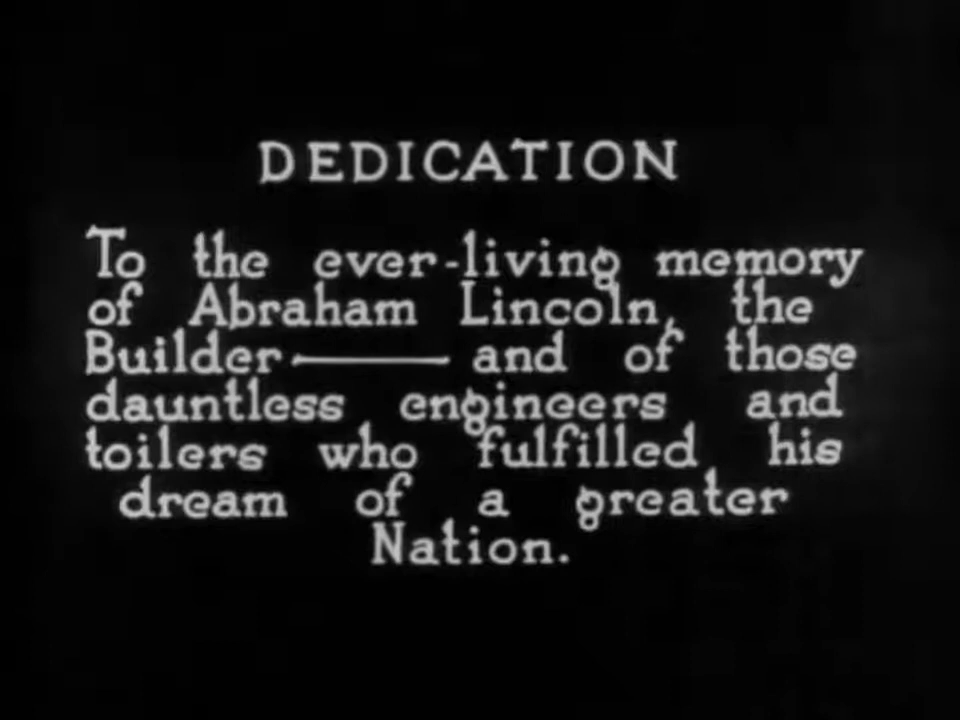 DEDICATION
To the ever-living memory
of Abraham Lincoln, the
Builder—— and of those
dauntless engineers and
toilers who fulfilled his
dream of a greater
Nation.